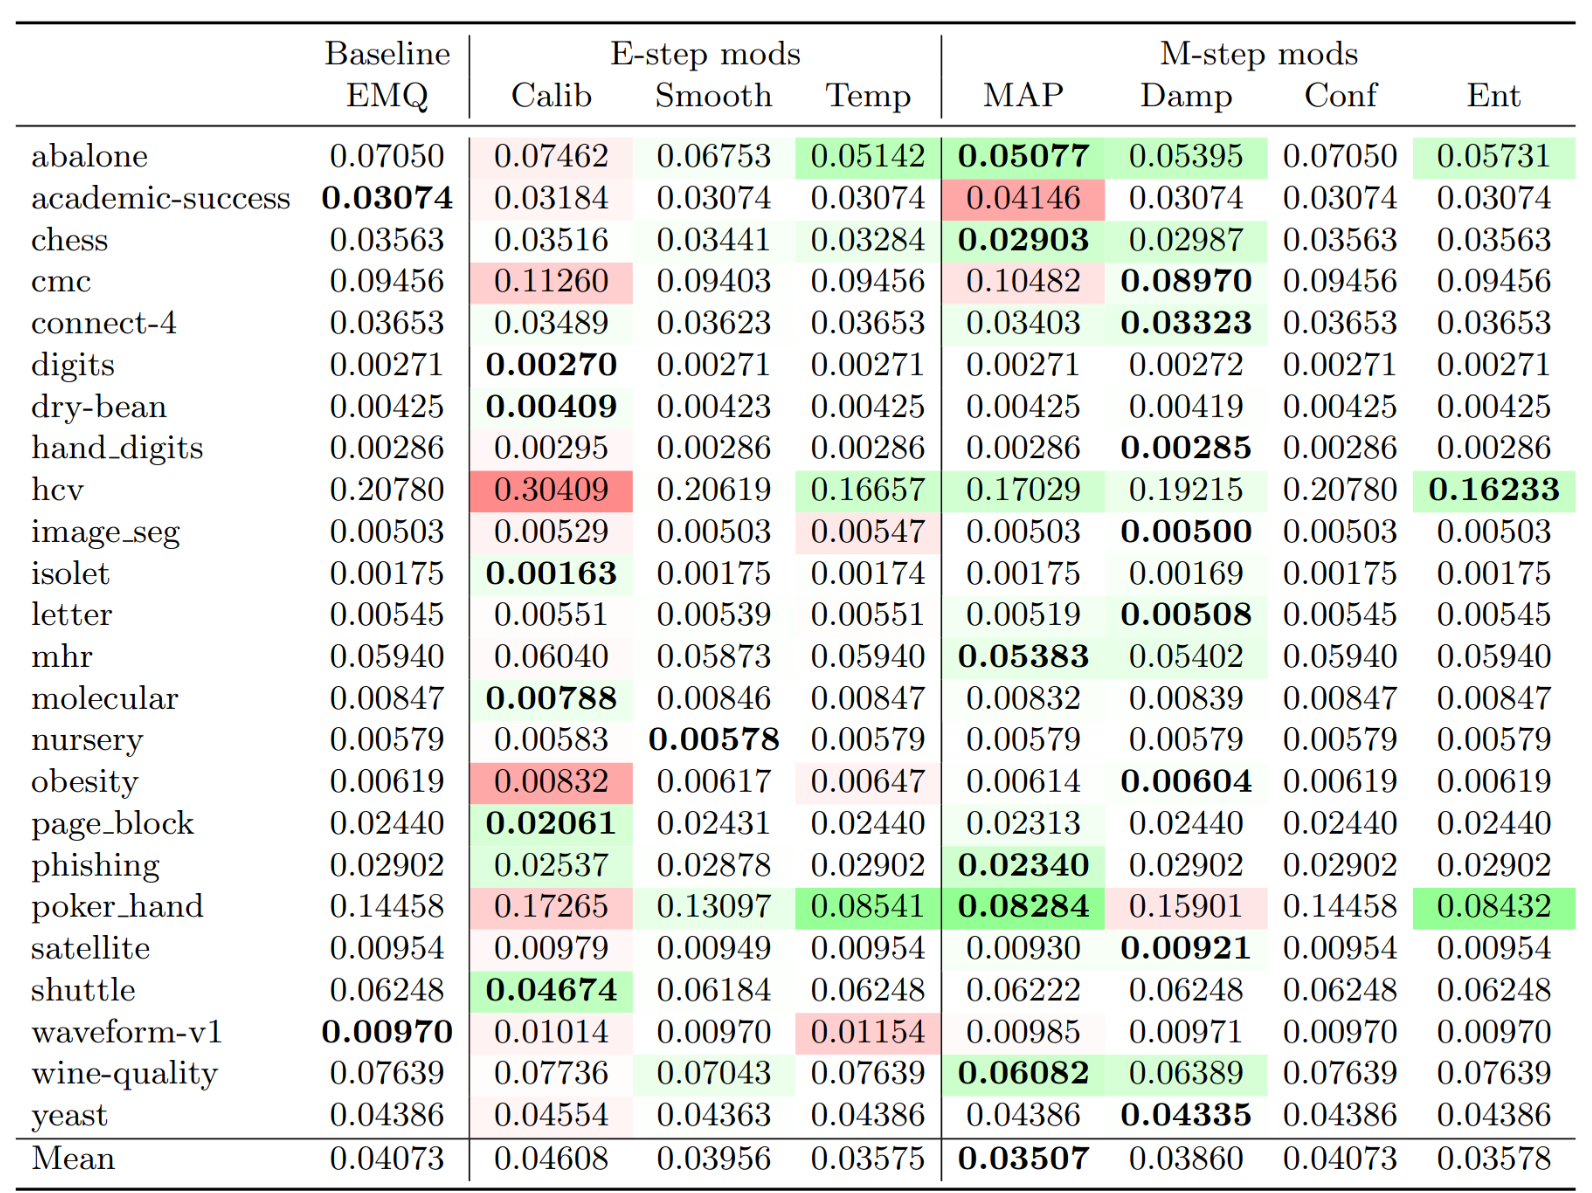 Baseline E-step mods M-step mods
EMQ Calib Smooth Temp MAP Damp Conf Ent
abalone 0.07050 0.07462 0.06753 0.05142 0.05077 0.05395 0.07050 0.05731
academic-success 0.03074 0.03184 0.03074 0.03074 0.04146 0.03074 0.03074 0.03074
chess 0.03563 0.03516 0.03441 0.03284 0.02903 0.02987 0.03563 0.03563
cmc 0.09456 0.11260 0.09403 0.09456 0.10482 0.08970 0.09456 0.09456
connect-4 0.03653 0.03489 0.03623 0.03653 0.03403 0.03323 0.03653 0.03653
digits 0.00271 0.00270 0.00271 0.00271 0.00271 0.00272 0.00271 0.00271
dry-bean 0.00425 0.00409 0.00423 0.00425 0.00425 0.00419 0.00425 0.00425
hand_digits 0.00286 0.00295 0.00286 0.00286 0.00286 0.00285 0.00286 0.00286
hcv 0.20780 0.30409 0.20619 0.16657 0.17029 0.19215 0.20780 0.16233
image_seg 0.00503 0.00529 0.00503 0.00547 0.00503 0.00500 0.00503 0.00503
isolet 0.00175 0.00163 0.00175 0.00174 0.00175 0.00169 0.00175 0.00175
letter 0.00545 0.00551 0.00539 0.00551 0.00519 0.00508 0.00545 0.00545
mhr 0.05940 0.06040 0.05873 0.05940 0.05383 0.05402 0.05940 0.05940
molecular 0.00847 0.00788 0.00846 0.00847 0.00832 0.00839 0.00847 0.00847
nursery 0.00579 0.00583 0.00578 0.00579 0.00579 0.00579 0.00579 0.00579
obesity 0.00619 0.00832 0.00617 0.00647 0.00614 0.00604 0.00619 0.00619
page_block 0.02440 0.02061 0.02431 0.02440 0.02313 0.02440 0.02440 0.02440
phishing 0.02902 0.02537 0.02878 0.02902 0.02340 0.02902 0.02902 0.02902
poker_hand 0.14458 0.17265 0.13097 0.08541 0.08284 0.15901 0.14458 0.08432
satellite 0.00954 0.00979 0.00949 0.00954 0.00930 0.00921 0.00954 0.00954
shuttle 0.06248 0.04674 0.06184 0.06248 0.06222 0.06248 0.06248 0.06248
waveform-v1 0.00970 0.01014 0.00970 0.01154 0.00985 0.00971 0.00970 0.00970
wine-quality 0.07639 0.07736 0.07043 0.07639 0.06082 0.06389 0.07639 0.07639
yeast 0.04386 0.04554 0.04363 0.04386 0.04386 0.04335 0.04386 0.04386
Mean 0.04073 0.04608 0.03956 0.03575 0.03507 0.03860 0.04073 0.03578